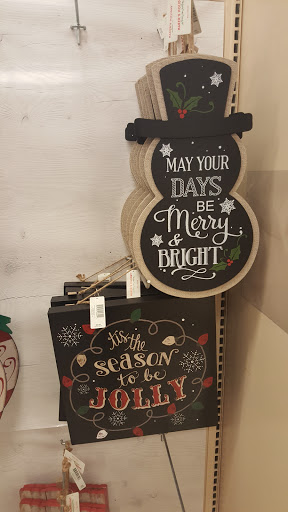 MAY YOUR
DAYS
BE
Merry
&
BRIGHT
'tis the
SEASON
to be
JOLLY